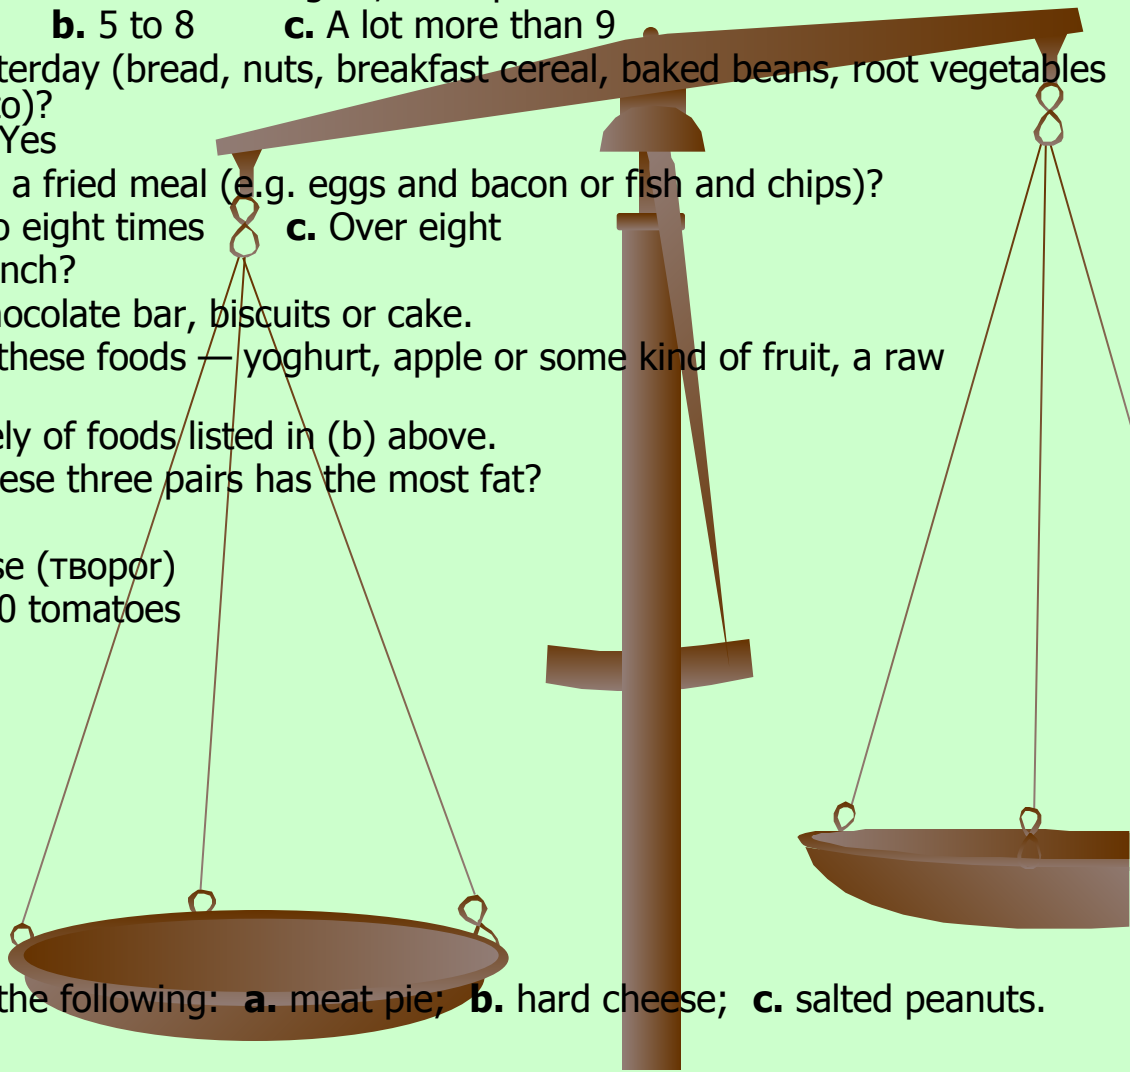 b. 5 to 8 c. A lot more than 9
terday (bread, nuts, breakfast cereal, baked beans, root vegetables
to)?
Yes
a fried meal (e.g. eggs and bacon or fish and chips)?
o eight times c. Over eight
nch?
hocolate bar, biscuits or cake.
these foods — yoghurt, apple or some kind of fruit, a raw
ely of foods listed in (b) above.
ese three pairs has the most fat?
se (творог)
0 tomatoes
the following: a. meat pie; b. hard cheese; c. salted peanuts.